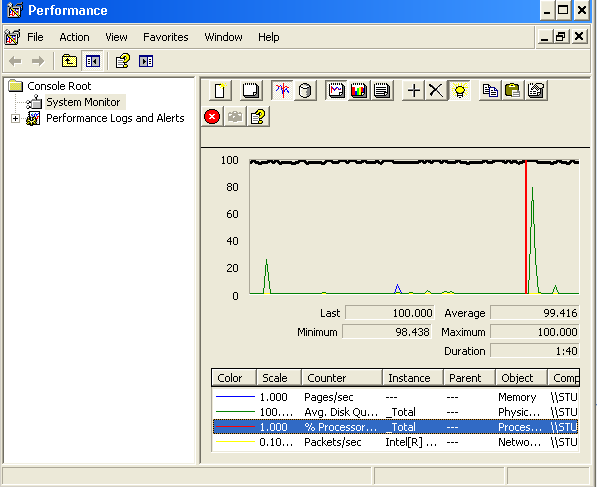 Performance
File Action View Favorites Window Help
Console Root
System Monitor
Performance Logs and Alerts
100
80
60
40
20
0
Last 100.000 Average 99.416
Minimum 98.438 Maximum 100.000
Duration 1:40
Color Scale Counter Instance Parent Object Comp
1.000 Pages/sec --- --- Memory \\STU
100.... Avg. Disk Qu... _Total --- Physic... \\STU
1.000 % Processor... _Total --- Proces... \\STU
0.10... Packets/sec Intel[R] ... --- Netwo... \\STU